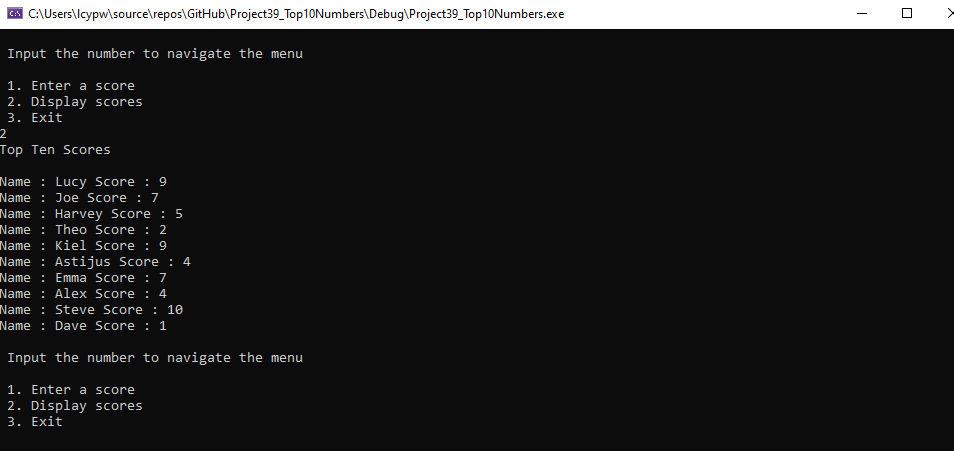 C:\Users\lcypw\source\repos\GitHub\Project39_Top10Numbers\Debug\Project39_Top10Numbers.exe
Input the number to navigate the menu
1. Enter a score
2. Display scores
3. Exit
2
Top Ten Scores
Name : Lucy Score : 9
Name : Joe Score : 7
Name : Harvey Score : 5
Name : Theo Score : 2
Name : Kiel Score : 9
Name : Astijus Score : 4
Name : Emma Score : 7
Name : Alex Score : 4
Name : Steve Score : 10
Name : Dave Score : 1
Input the number to navigate the menu
1. Enter a score
2. Display scores
3. Exit